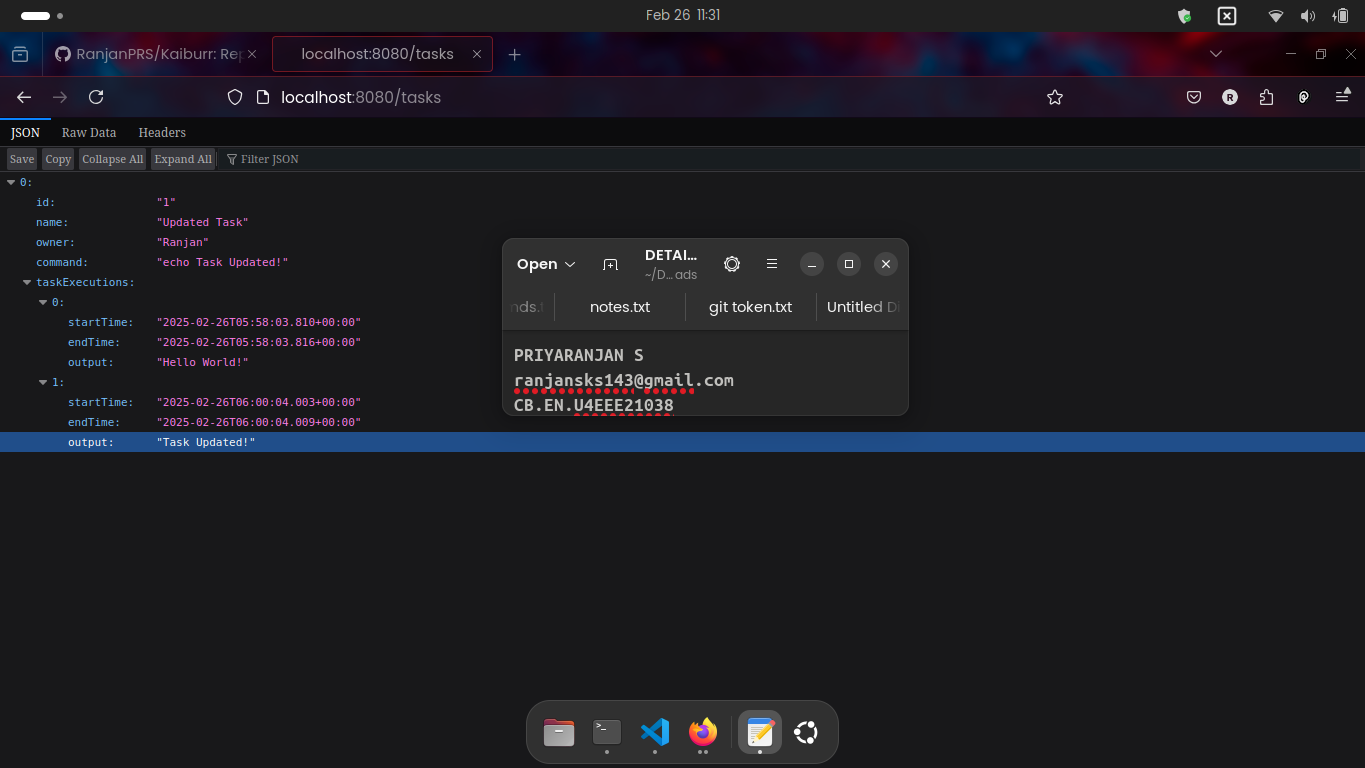 Feb 26 11:31
RanjanPRS/Kaiburr: Rep
localhost:8080/tasks
localhost:8080/tasks
R
JSON Raw Data Headers
Save Copy Collapse All Expand All Filter JSON
0:
id: "1"
name: "Updated Task"
owner: "Ranjan"
command: "echo Task Updated!"
taskExecutions:
0:
startTime: "2025-02-26T05:58:03.810+00:00"
endTime: "2025-02-26T05:58:03.816+00:00"
output: "Hello World!"
1:
startTime: "2025-02-26T06:00:04.003+00:00"
endTime: "2025-02-26T06:00:04.009+00:00"
output: "Task Updated!"
Open DETAI...
~/D...ads
nds.t notes.txt git token.txt Untitled D
PRIYARANJAN S
ranjansks143@gmail.com
CB.EN.U4EEE21038